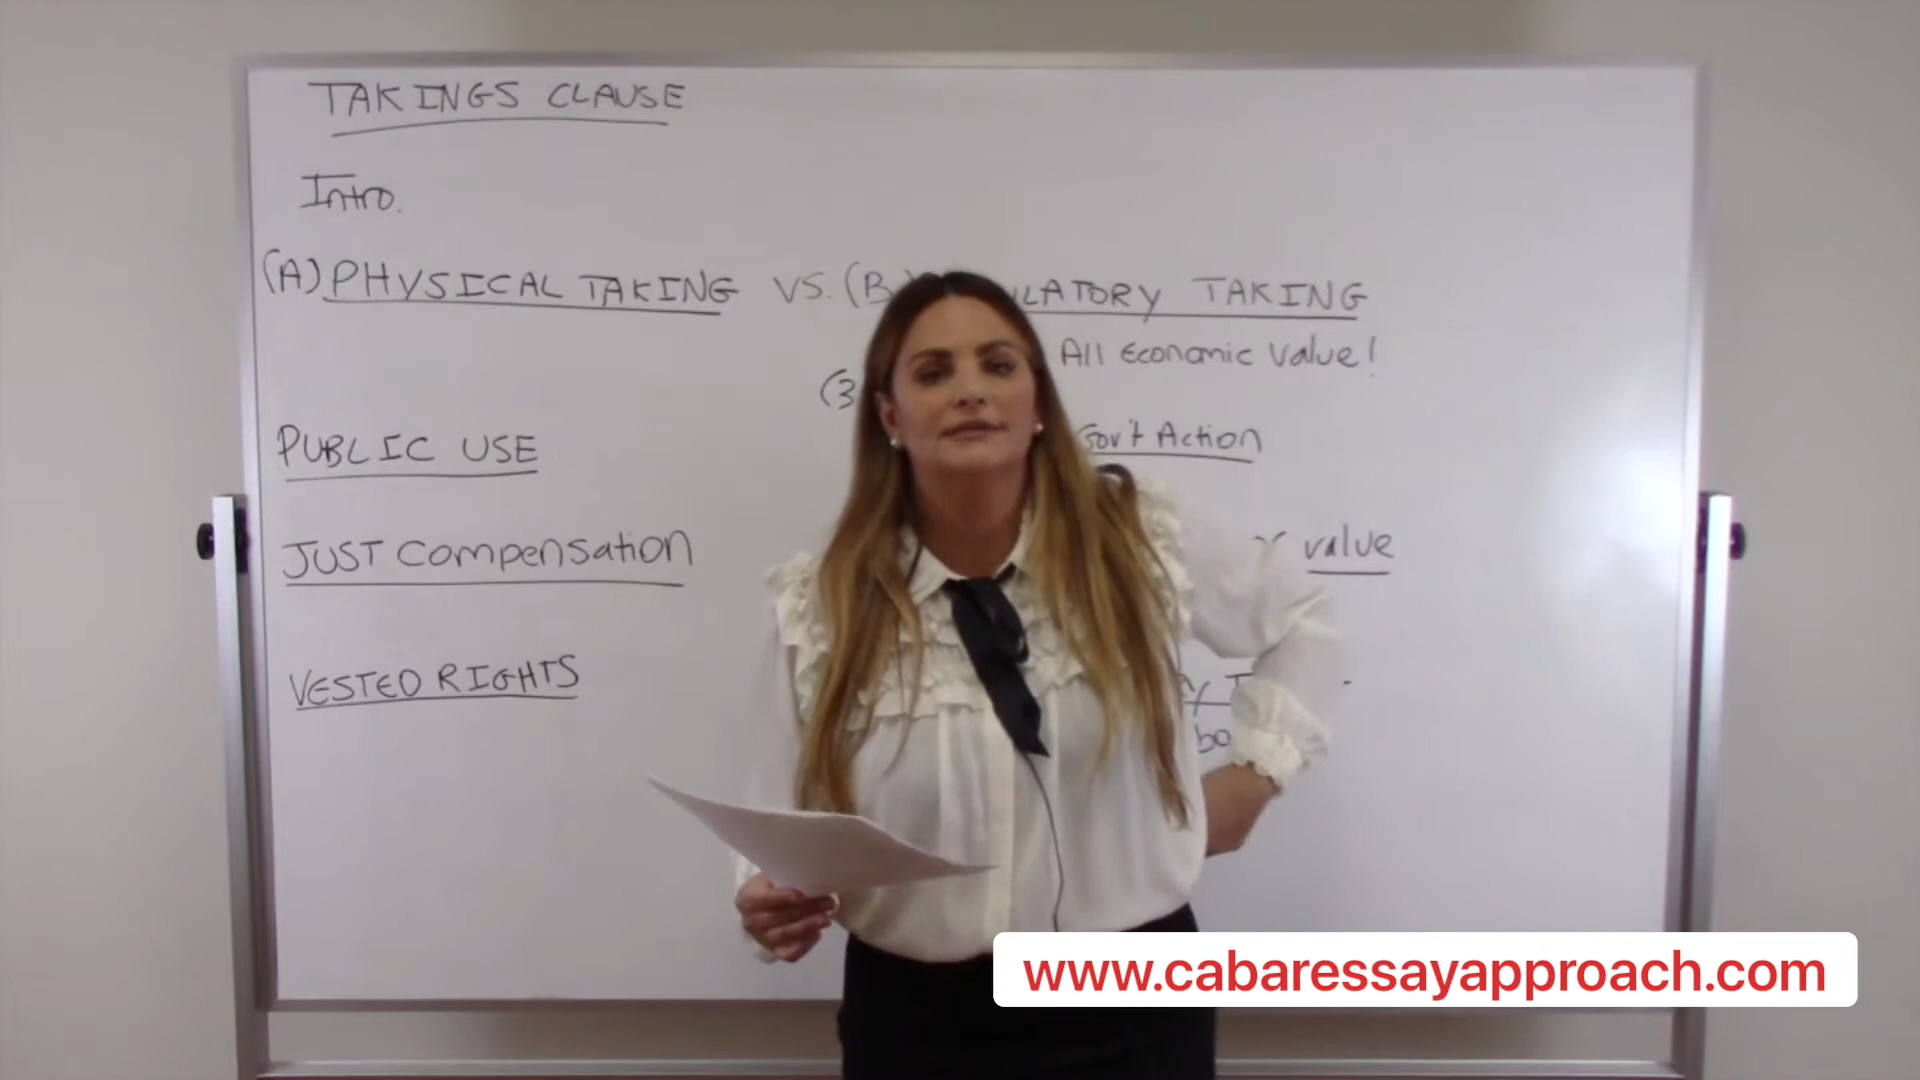 TAKINGS CLAUSE
Intro.
(A) PHYSICAL TAKING VS. (B) TAKING
All Economic Value!
(3
PUBLIC USE
Gov't Action
JUST Compensation
value
VESTED RIGHTS
www.cabaressayapproach.com